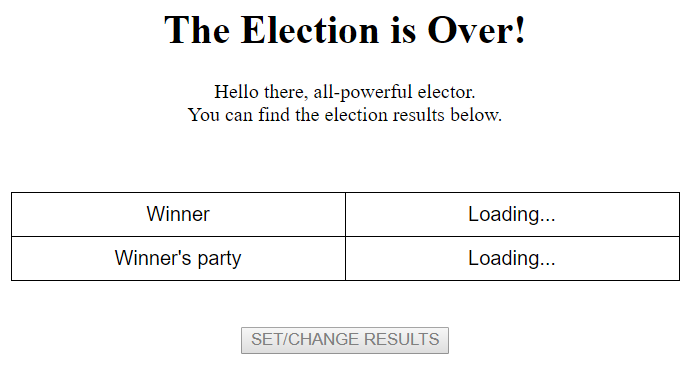 The Election is Over!
Hello there, all-powerful elector.
You can find the election results below.
Winner Loading...
Winner's party Loading...
SET/CHANGE RESULTS